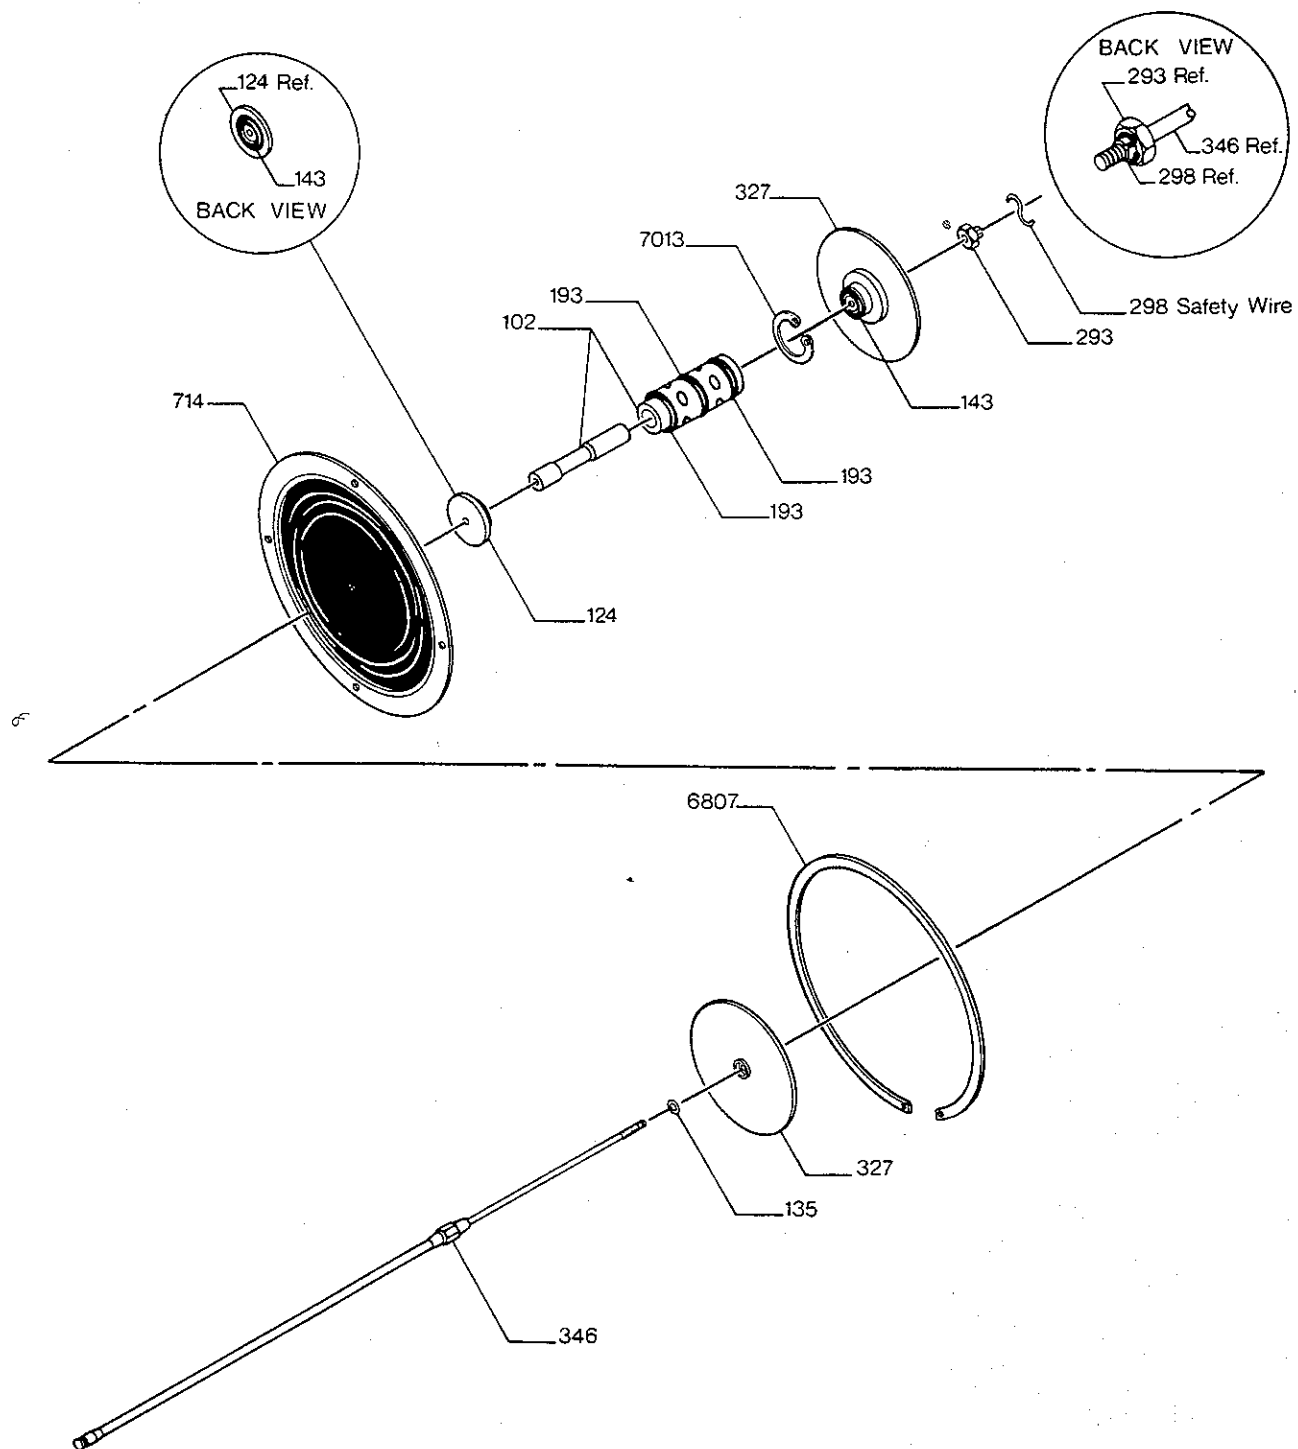 BACK VIEW
293 Ref.
346 Ref.
298 Ref.
124 Ref.
143
BACK VIEW
327
7013
193
102
298 Safety Wire
293
143
714
193
193
124
6807
327
135
346